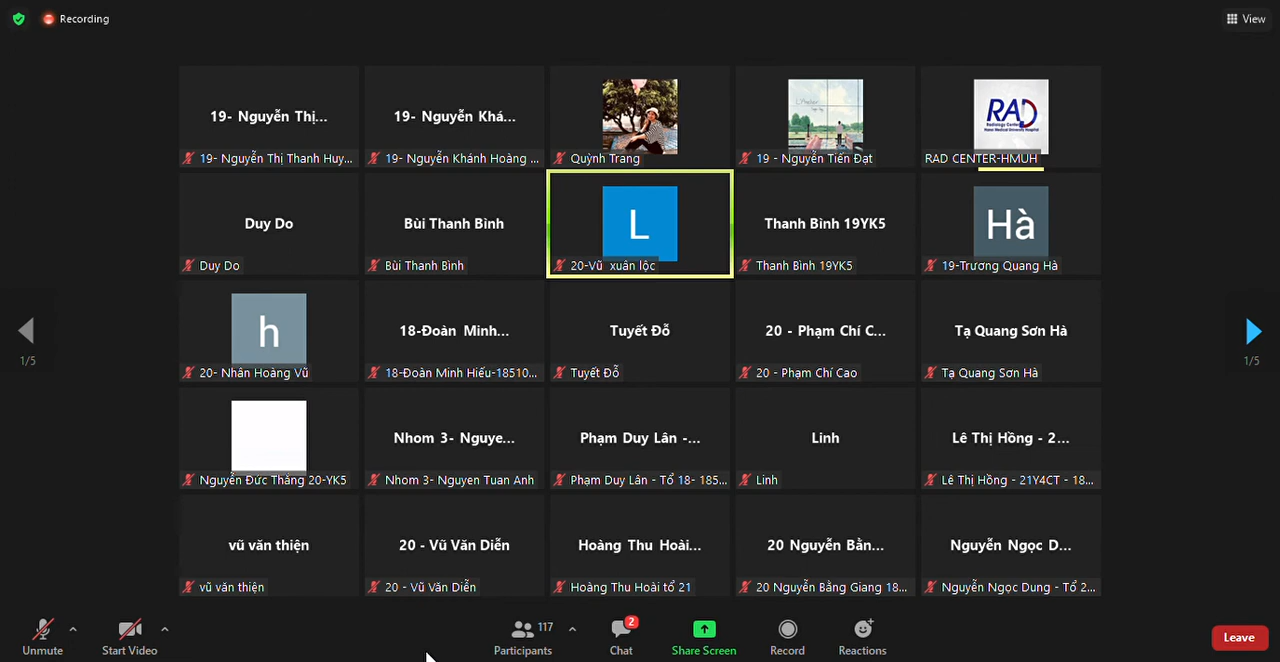 Recording
View
19- Nguyễn Thị...
19- Nguyễn Khá...
RAD
Radiology Center
Hanoi Medical University Hospital
19- Nguyễn Thị Thanh Huy...
19- Nguyễn Khánh Hoàng ...
Quỳnh Trang
19 - Nguyễn Tiến Đạt
RAD CENTER-HMUH
Duy Do
Bùi Thanh Bình
L
Thanh Bình 19YK5
Hà
Duy Do
Bùi Thanh Bình
20-Vũ xuân lộc
Thanh Bình 19YK5
19-Trương Quang Hà
h
18-Đoàn Minh...
Tuyết Đỗ
20 - Phạm Chí C...
Tạ Quang Sơn Hà
1/5
1/5
20- Nhân Hoàng Vũ
18-Đoàn Minh Hiếu-18510...
Tuyết Đỗ
20 - Phạm Chí Cao
Tạ Quang Sơn Hà
Nhom 3- Nguye...
Phạm Duy Lân -...
Linh
Lê Thị Hồng - 2...
Nguyễn Đức Thắng 20-YK5
Nhom 3- Nguyen Tuan Anh
Phạm Duy Lân - Tổ 18- 185...
Linh
Lê Thị Hồng - 21Y4CT - 18...
vũ văn thiện
20 - Vũ Văn Diễn
Hoàng Thu Hoài...
20 Nguyễn Bằn...
Nguyễn Ngọc D...
vũ văn thiện
20 - Vũ Văn Diễn
Hoàng Thu Hoài tổ 21
20 Nguyễn Bằng Giang 18...
Nguyễn Ngọc Dung - Tổ 2...
Unmute
Start Video
117
Participants
2
Chat
Share Screen
Record
Reactions
Leave